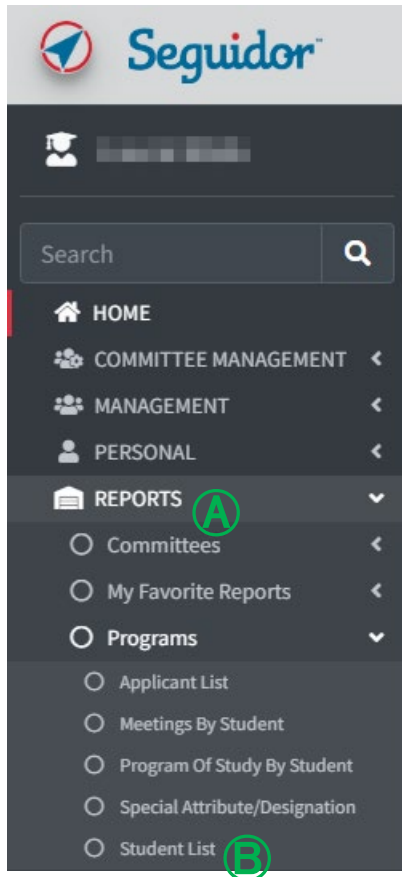 Seguidor™
Search
HOME
COMMITTEE MANAGEMENT
MANAGEMENT
PERSONAL
REPORTS Ⓐ
Committees
My Favorite Reports
Programs
Applicant List
Meetings By Student
Program Of Study By Student
Special Attribute/Designation
Student List Ⓑ